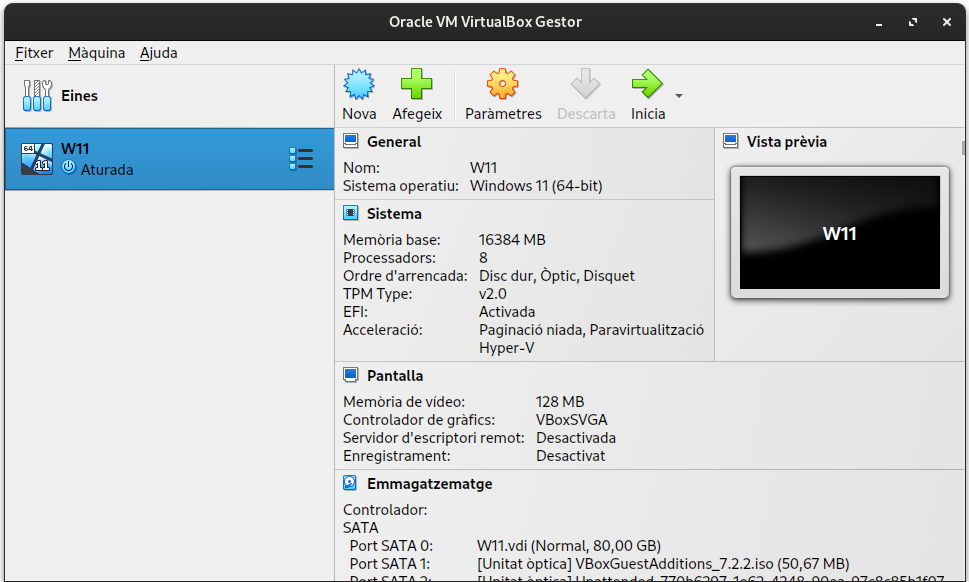 Oracle VM VirtualBox Gestor
Fitxer Màquina Ajuda
Eines
Nova Afegeix Paràmetres Descarta Inicia
64
11
W11
Aturada
General
Nom: W11
Sistema operatiu: Windows 11 (64-bit)
Sistema
Memòria base: 16384 MB
Processadors: 8
Ordre d'arrencada: Disc dur, Òptic, Disquet
TPM Type: v2.0
EFI: Activada
Acceleració: Paginació niada, Paravirtualització
Hyper-V
Vista prèvia
W11
Pantalla
Memòria de vídeo: 128 MB
Controlador de gràfics: VBoxSVGA
Servidor d'escriptori remot: Desactivada
Enregistrament: Desactivat
Emmagatzematge
Controlador:
SATA
Port SATA 0: W11.vdi (Normal, 80,00 GB)
Port SATA 1: [Unitat òptica] VBoxGuestAdditions_7.2.2.iso (50,67 MB)
Port SATA 2: [Unitat òptica]